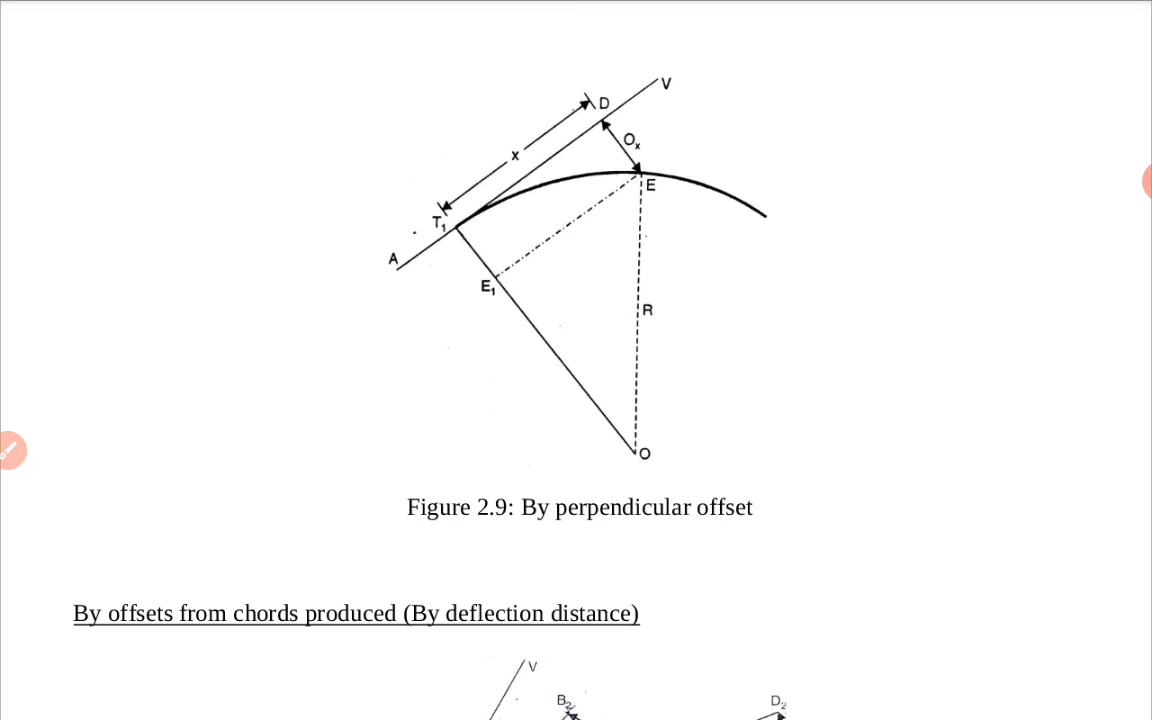 V
D
Oₓ
x
E
T₁
A
E₁
R
O
Figure 2.9: By perpendicular offset
By offsets from chords produced (By deflection distance)
V
B₂
D₂